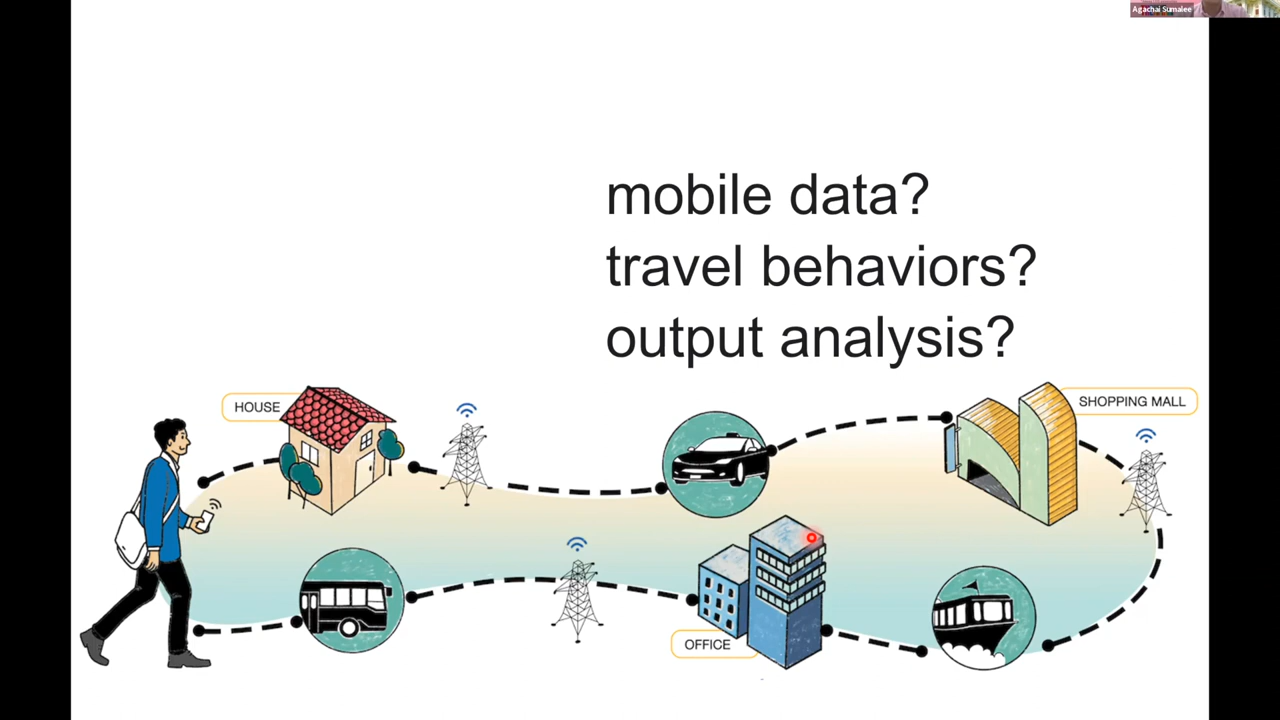 Agachai Sumalee
mobile data?
travel behaviors?
output analysis?
HOUSE
SHOPPING MALL
OFFICE